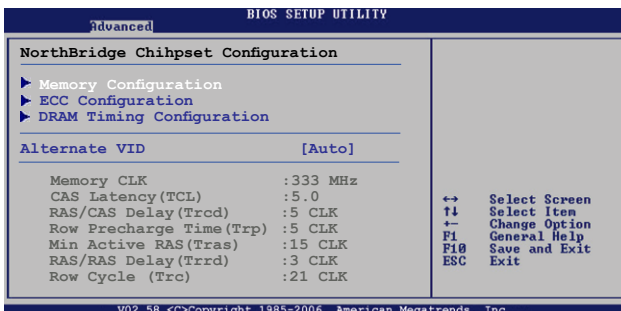 BIOS SETUP UTILITY
Advanced
NorthBridge Chihpset Configuration
Memory Configuration
ECC Configuration
DRAM Timing Configuration
Alternate VID [Auto]
Memory CLK :333 MHz
CAS Latency(TCL) :5.0
RAS/CAS Delay(Trcd) :5 CLK
Row Precharge Time(Trp) :5 CLK
Min Active RAS(Tras) :15 CLK
RAS/RAS Delay(Trrd) :3 CLK
Row Cycle (Trc) :21 CLK
↔ Select Screen
↑↓ Select Item
+- Change Option
F1 General Help
F10 Save and Exit
ESC Exit
V02.58 <C>Copyright 1985-2006, American Megatrends, Inc.